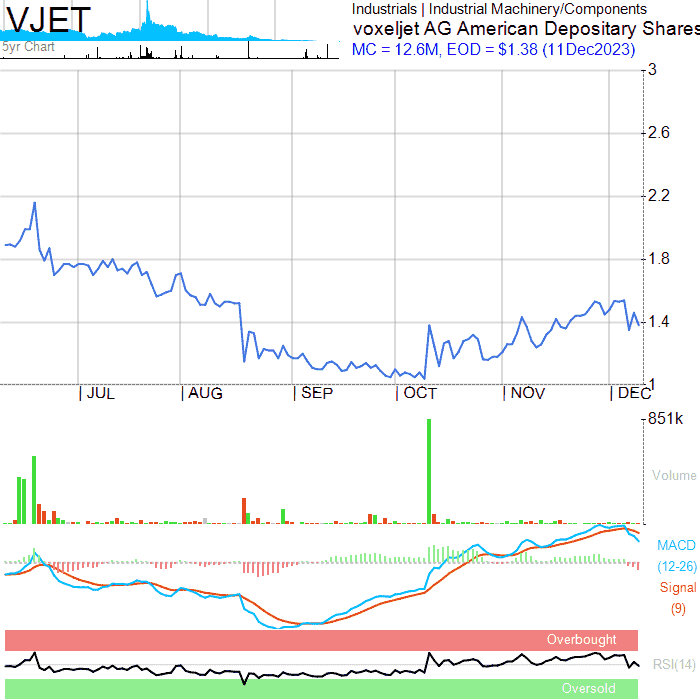 VJET
5yr Chart
Industrials | Industrial Machinery/Components
voxeljet AG American Depositary Shares
MC = 12.6M, EOD = $1.38 (11Dec2023)
3
2.6
2.2
1.8
1.4
1
JUL AUG SEP OCT NOV DEC
851k
Volume
MACD
(12-26)
Signal
(9)
Overbought
RSI(14)
Oversold